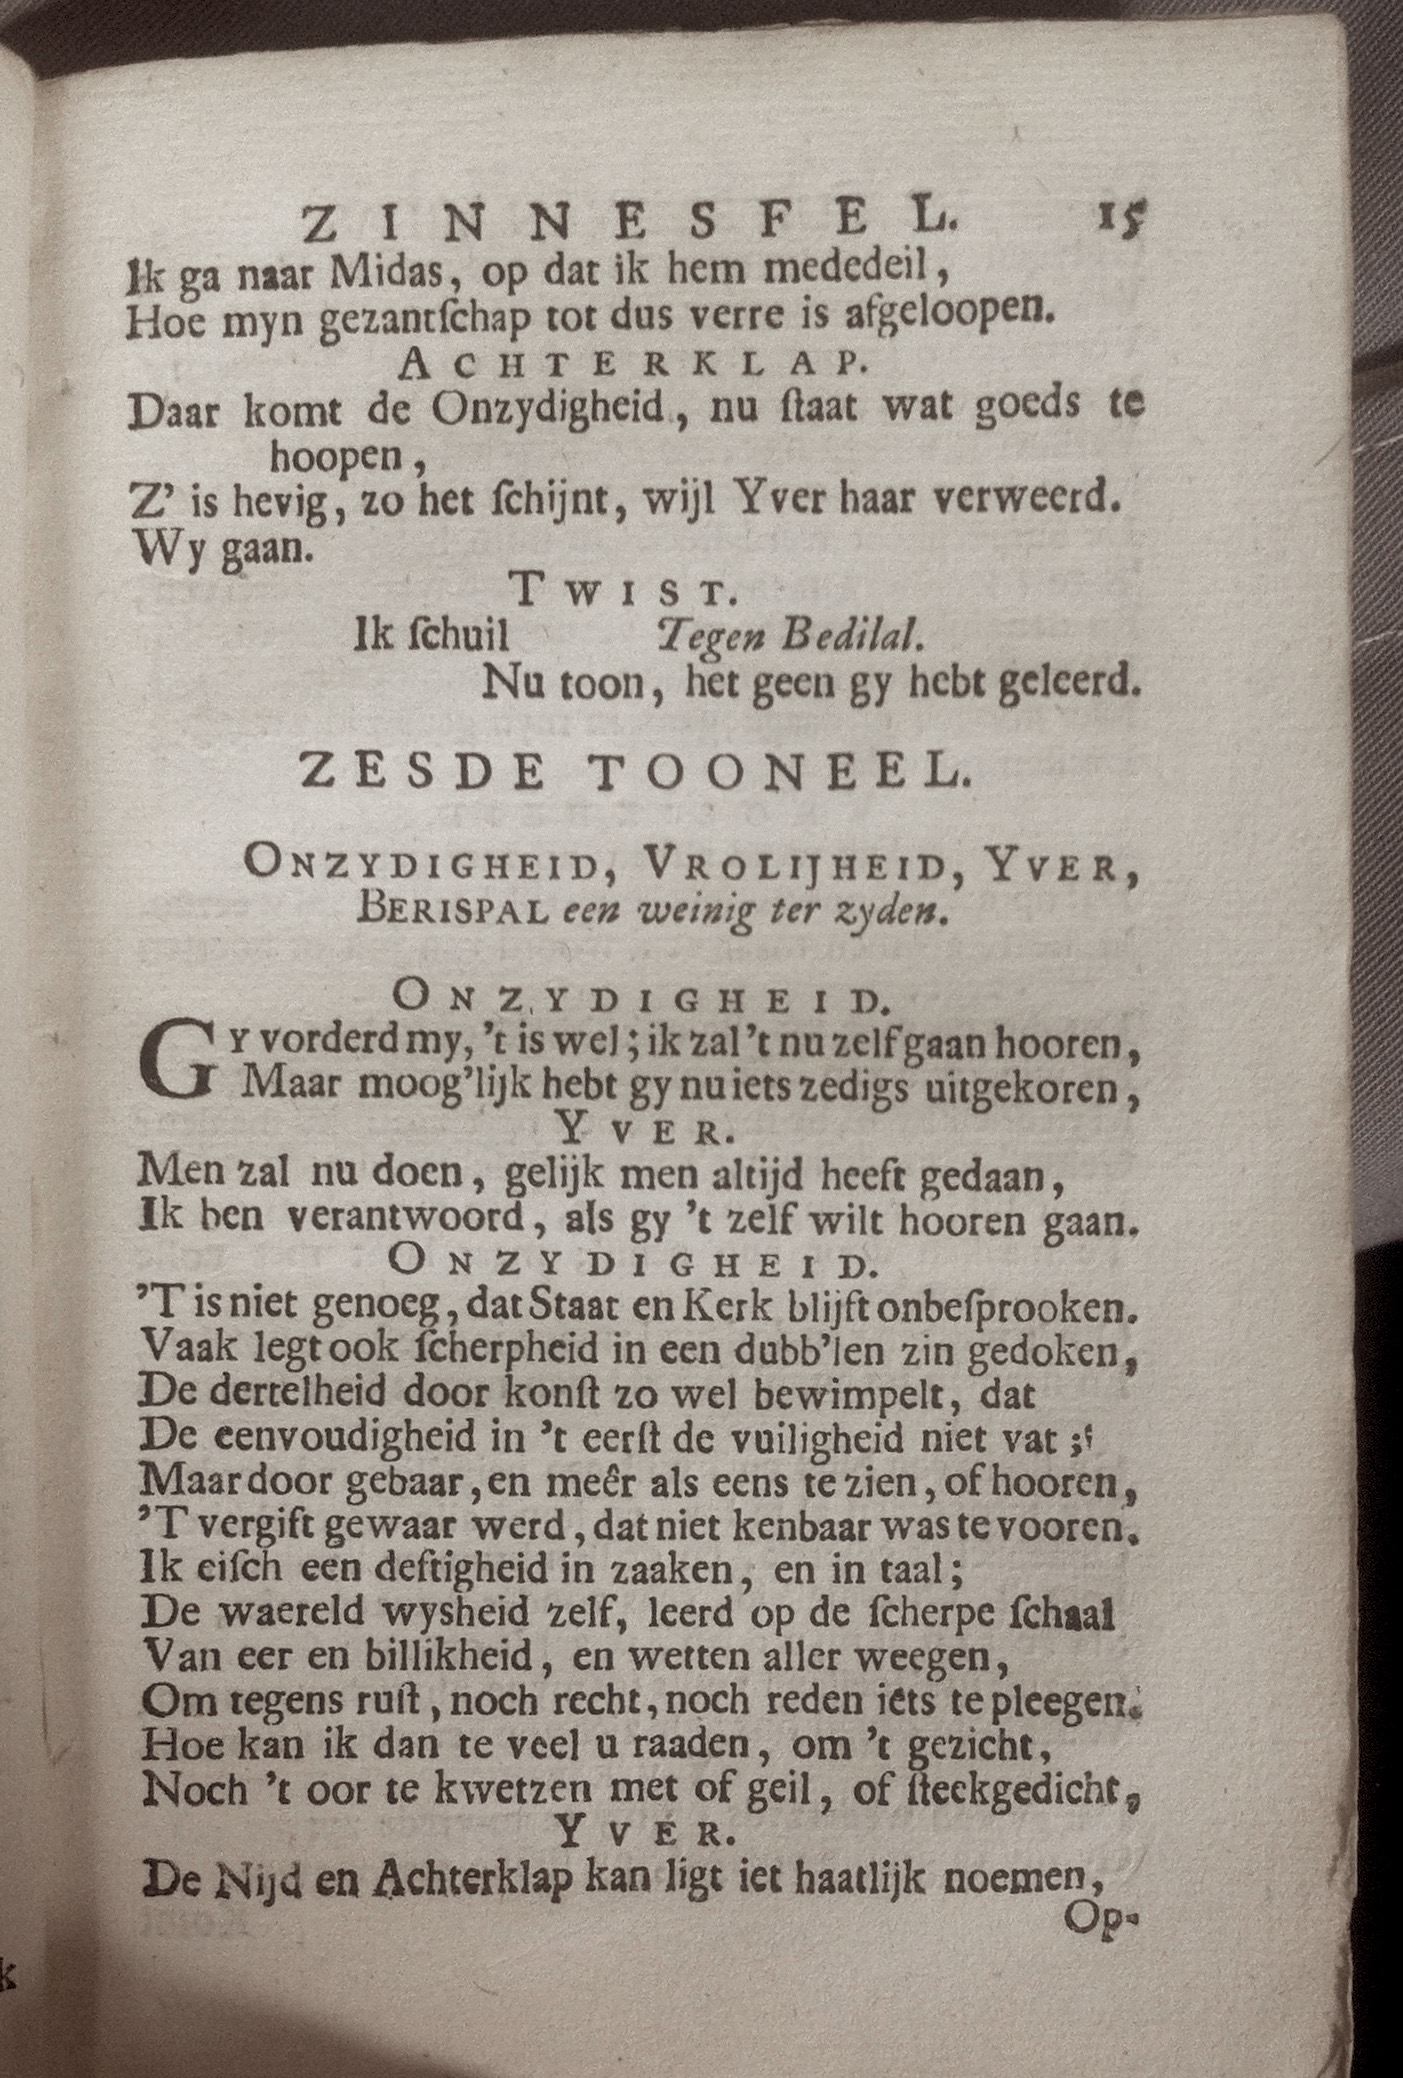 ZINNESFEL. 15
Ik ga naar Midas, op dat ik hem mededeil,
Hoe myn gezantſchap tot dus verre is afgeloopen.
ACHTERKLAP.
Daar komt de Onzydigheid, nu ſtaat wat goeds te
hoopen,
Z' is hevig, zo het ſchijnt, wijl Yver haar verweerd.
Wy gaan.
TWIST.
Ik ſchuil Tegen Bedilal.
Nu toon, het geen gy hebt geleerd.
ZESDE TOONEEL.
ONZYDIGHEID, VROLIJHEID, YVER,
BERISPAL een weinig ter zyden.
ONZYDIGHEID.
GY vorderd my, 't is wel; ik zal 't nu zelf gaan hooren,
Maar moog'lijk hebt gy nu iets zedigs uitgekoren,
YVER.
Men zal nu doen, gelijk men altijd heeft gedaan,
Ik ben verantwoord, als gy 't zelf wilt hooren gaan.
ONZYDIGHEID.
'T is niet genoeg, dat Staat en Kerk blijft onbeſprooken.
Vaak legt ook ſcherpheid in een dubb'len zin gedoken,
De dertelheid door konſt zo wel bewimpelt, dat
De eenvoudigheid in 't eerſt de vuiligheid niet vat;
Maar door gebaar, en meêr als eens te zien, of hooren,
'T vergift gewaar werd, dat niet kenbaar was te vooren.
Ik eiſch een deftigheid in zaaken, en in taal;
De waereld wysheid zelf, leerd op de ſcherpe ſchaal
Van eer en billikheid, en wetten aller weegen,
Om tegens ruſt, noch recht, noch reden iets te pleegen.
Hoe kan ik dan te veel u raaden, om 't gezicht,
Noch 't oor te kwetzen met of geil, of ſteekgedicht,
YVER.
De Nijd en Achterklap kan ligt iet haatlijk noemen,
Op-
k